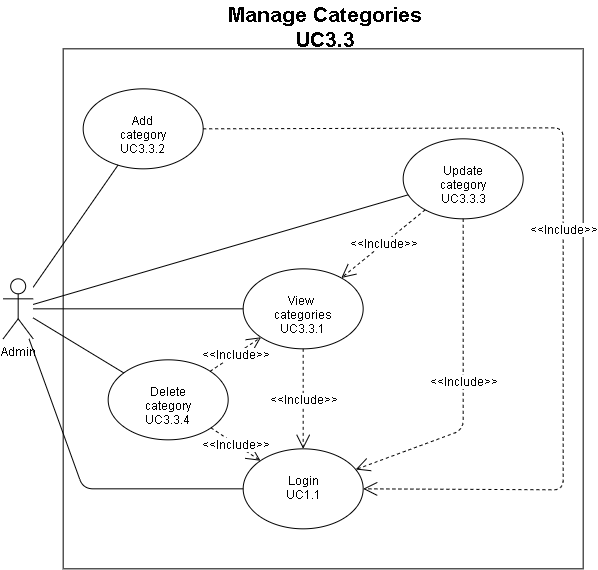 Manage Categories
UC3.3
Add
category
UC3.3.2
Update
category
UC3.3.3
<<Include>>
<<Include>>
View
categories
UC3.3.1
Admin
<<Include>>
Delete
category
UC3.3.4
<<Include>>
<<Include>>
<<Include>>
Login
UC1.1